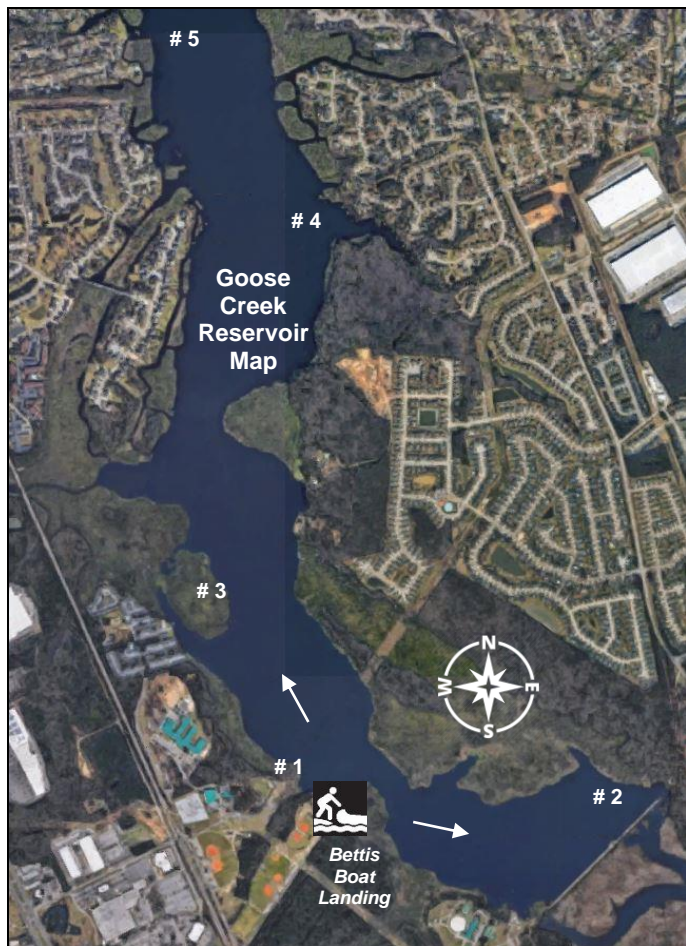 # 5
# 4
Goose
Creek
Reservoir
Map
# 3
N
W E
S
# 1
# 2
Bettis
Boat
Landing